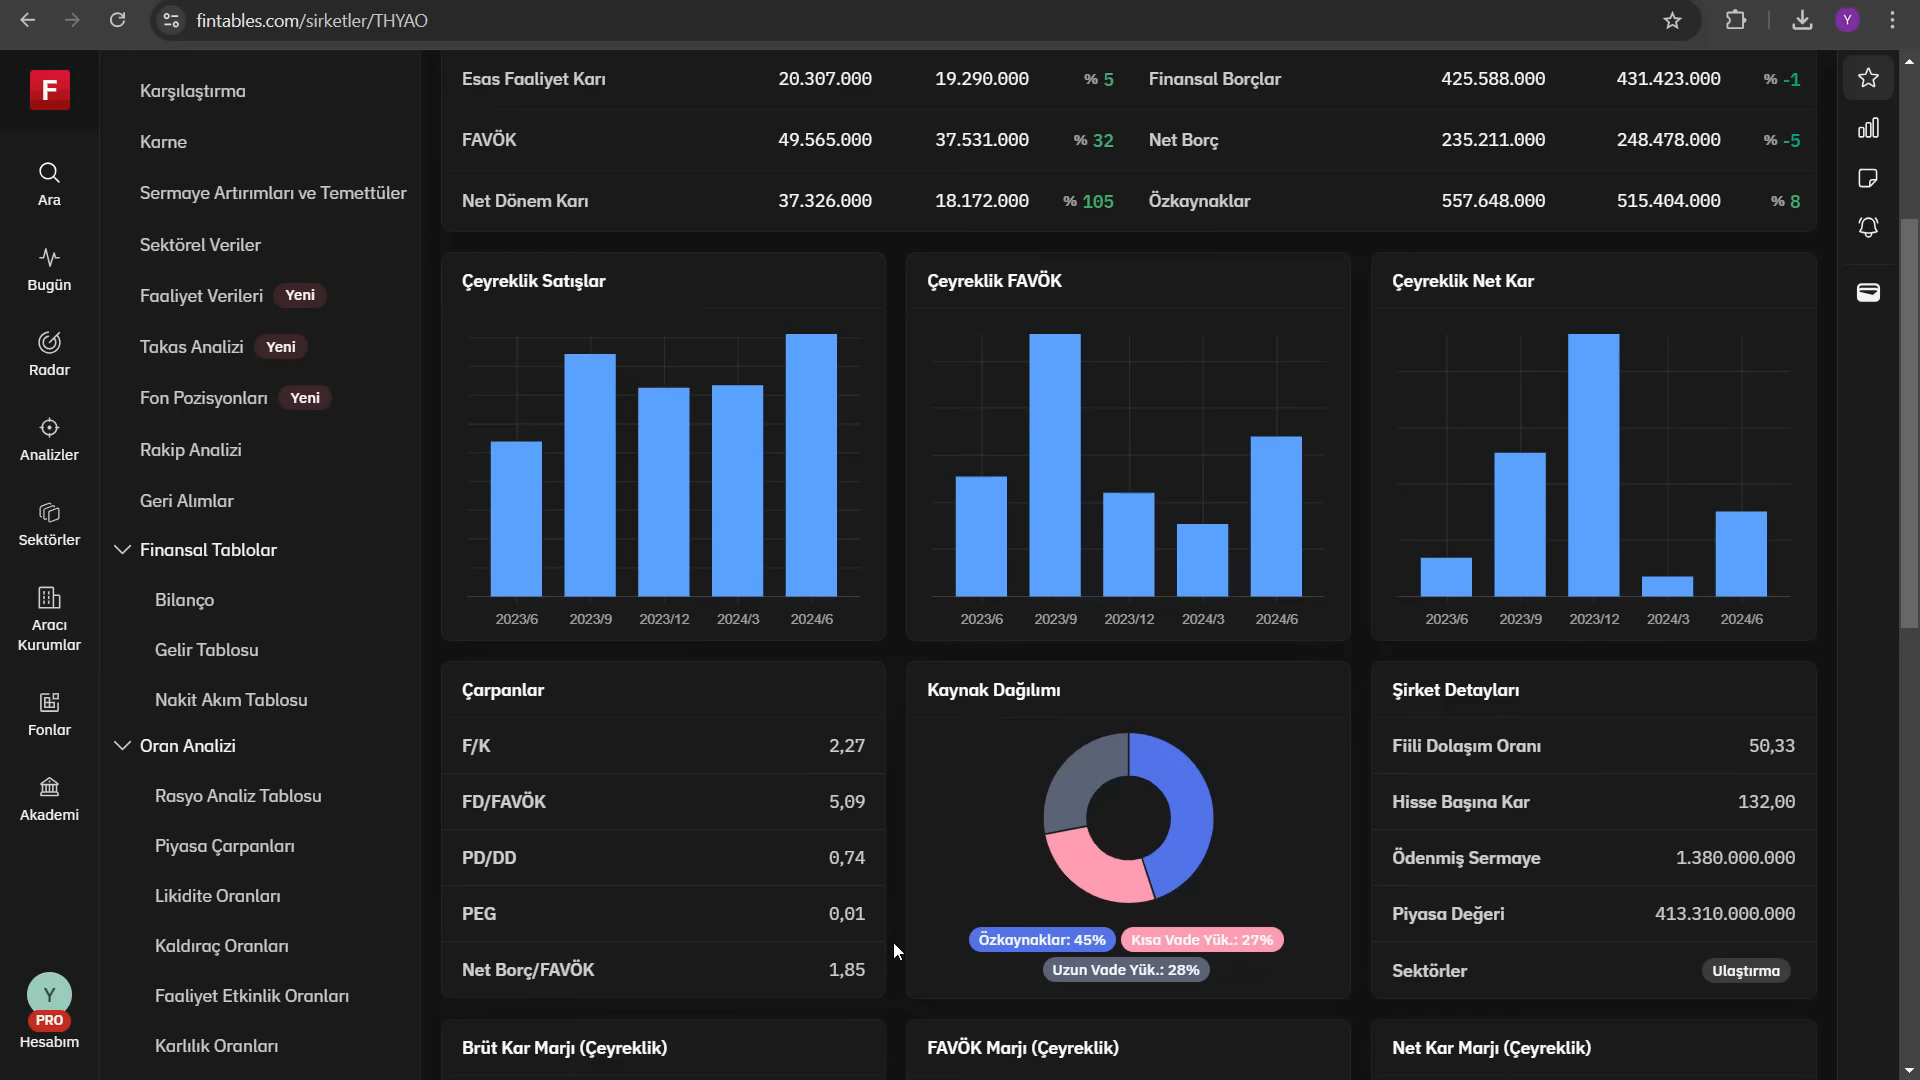 fintables.com/sirketler/THYAO
Y
F
Ara
Bugün
Radar
Analizler
Sektörler
Aracı
Kurumlar
Fonlar
Akademi
Y
PRO
Hesabım
Karşılaştırma
Karne
Sermaye Artırımları ve Temettüler
Sektörel Veriler
Faaliyet Verileri Yeni
Takas Analizi Yeni
Fon Pozisyonları Yeni
Rakip Analizi
Geri Alımlar
Finansal Tablolar
Bilanço
Gelir Tablosu
Nakit Akım Tablosu
Oran Analizi
Rasyo Analiz Tablosu
Piyasa Çarpanları
Likidite Oranları
Kaldıraç Oranları
Faaliyet Etkinlik Oranları
Karlılık Oranları
Esas Faaliyet Karı 20.307.000 19.290.000 % 5 Finansal Borçlar 425.588.000 431.423.000 % -1
FAVÖK 49.565.000 37.531.000 % 32 Net Borç 235.211.000 248.478.000 % -5
Net Dönem Karı 37.326.000 18.172.000 % 105 Özkaynaklar 557.648.000 515.404.000 % 8
Çeyreklik Satışlar
2023/6 2023/9 2023/12 2024/3 2024/6
Çeyreklik FAVÖK
2023/6 2023/9 2023/12 2024/3 2024/6
Çeyreklik Net Kar
2023/6 2023/9 2023/12 2024/3 2024/6
Çarpanlar
F/K 2,27
FD/FAVÖK 5,09
PD/DD 0,74
PEG 0,01
Net Borç/FAVÖK 1,85
Kaynak Dağılımı
Özkaynaklar: 45% Kısa Vade Yük.: 27%
Uzun Vade Yük.: 28%
Şirket Detayları
Fiili Dolaşım Oranı 50,33
Hisse Başına Kar 132,00
Ödenmiş Sermaye 1.380.000.000
Piyasa Değeri 413.310.000.000
Sektörler Ulaştırma
Brüt Kar Marjı (Çeyreklik)
FAVÖK Marjı (Çeyreklik)
Net Kar Marjı (Çeyreklik)